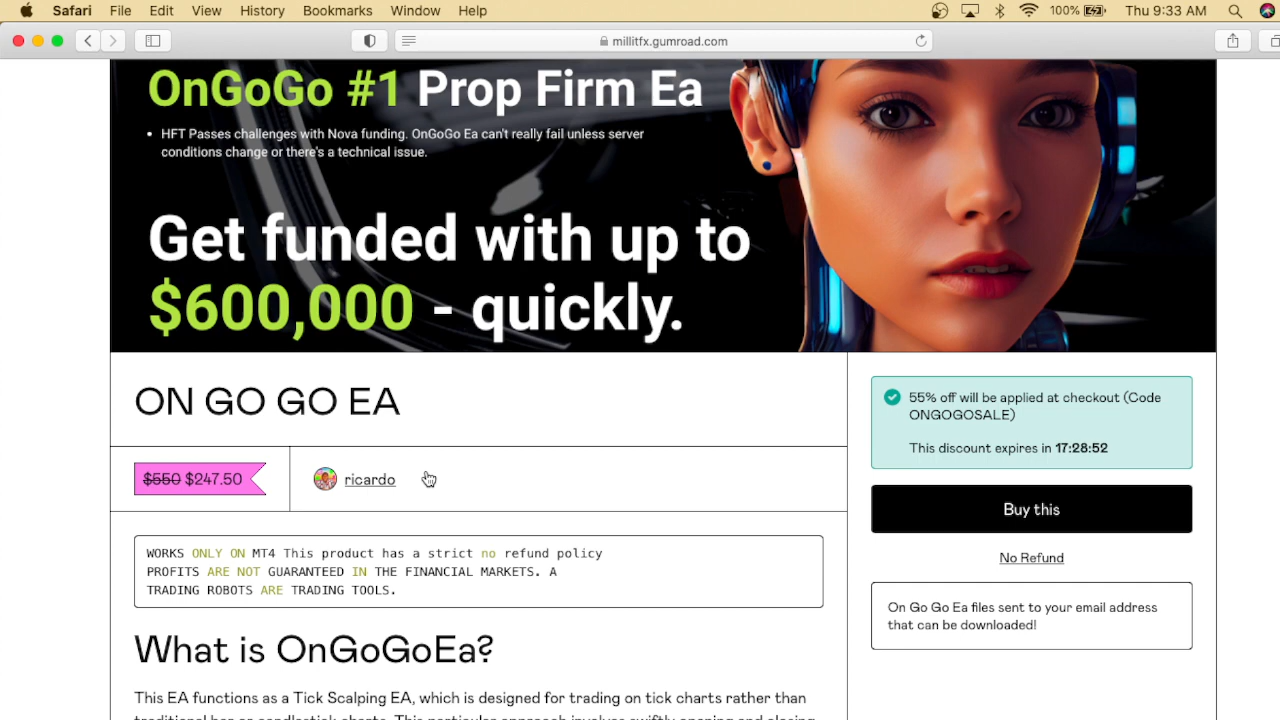 Safari File Edit View History Bookmarks Window Help 100% Thu 9:33 AM
millitfx.gumroad.com
OnGoGo #1 Prop Firm Ea
• HFT Passes challenges with Nova funding. OnGoGo Ea can't really fail unless server
conditions change or there's a technical issue.
Get funded with up to
$600,000 - quickly.
ON GO GO EA
$550 $247.50
ricardo
WORKS ONLY ON MT4 This product has a strict no refund policy
PROFITS ARE NOT GUARANTEED IN THE FINANCIAL MARKETS. A
TRADING ROBOTS ARE TRADING TOOLS.
What is OnGoGoEa?
This EA functions as a Tick Scalping EA, which is designed for trading on tick charts rather than
55% off will be applied at checkout (Code
ONGOGOSALE)
This discount expires in 17:28:52
Buy this
No Refund
On Go Go Ea files sent to your email address
that can be downloaded!